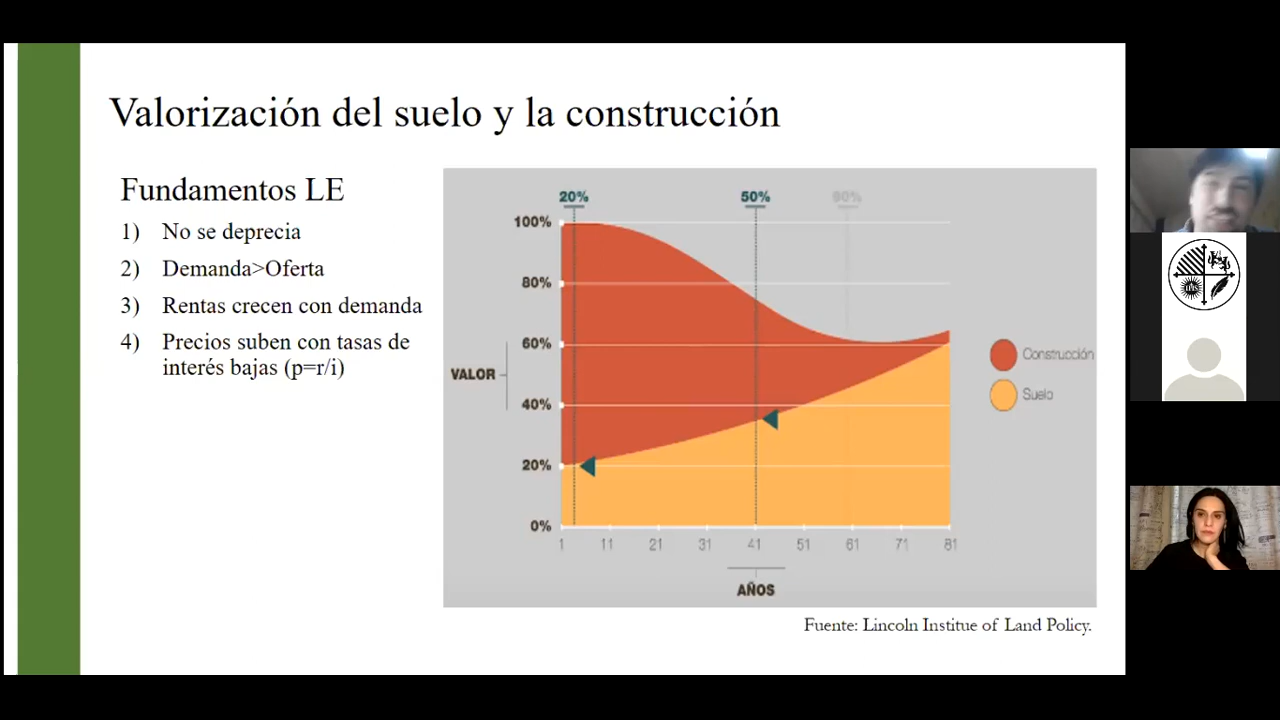 Valorización del suelo y la construcción
Fundamentos LE
1) No se deprecia
2) Demanda>Oferta
3) Rentas crecen con demanda
4) Precios suben con tasas de
interés bajas (p=r/i)
20% 50%
100%
80%
60%
40%
20%
0%
VALOR
1 11 21 31 41 51 61 71 81
AÑOS
Construcción
Suelo
Fuente: Lincoln Institue of Land Policy.